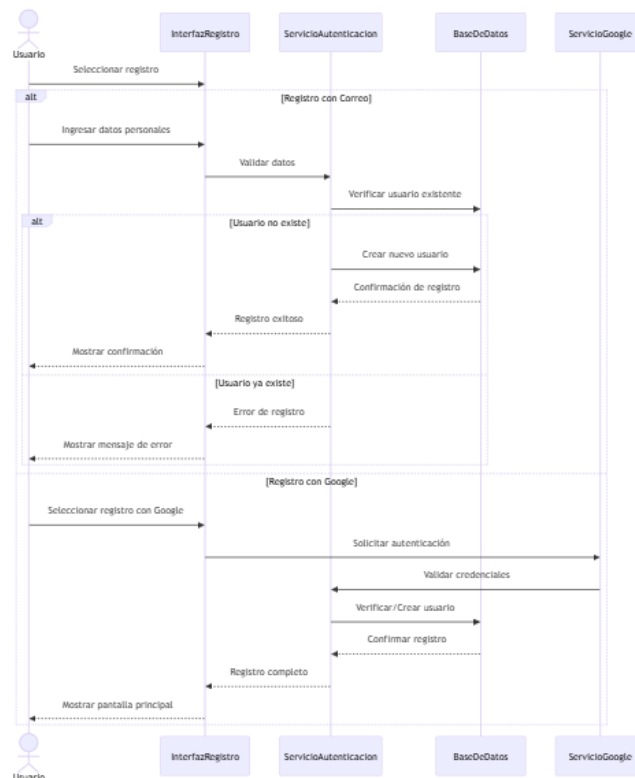 Usuario
InterfazRegistro
ServicioAutenticacion
BaseDeDatos
ServicioGoogle
Seleccionar registro
alt
[Registro con Correo]
Ingresar datos personales
Validar datos
Verificar usuario existente
alt
[Usuario no existe]
Crear nuevo usuario
Confirmación de registro
Registro exitoso
Mostrar confirmación
[Usuario ya existe]
Error de registro
Mostrar mensaje de error
[Registro con Google]
Seleccionar registro con Google
Solicitar autenticación
Validar credenciales
Verificar/Crear usuario
Confirmar registro
Registro completo
Mostrar pantalla principal
Usuario
InterfazRegistro
ServicioAutenticacion
BaseDeDatos
ServicioGoogle